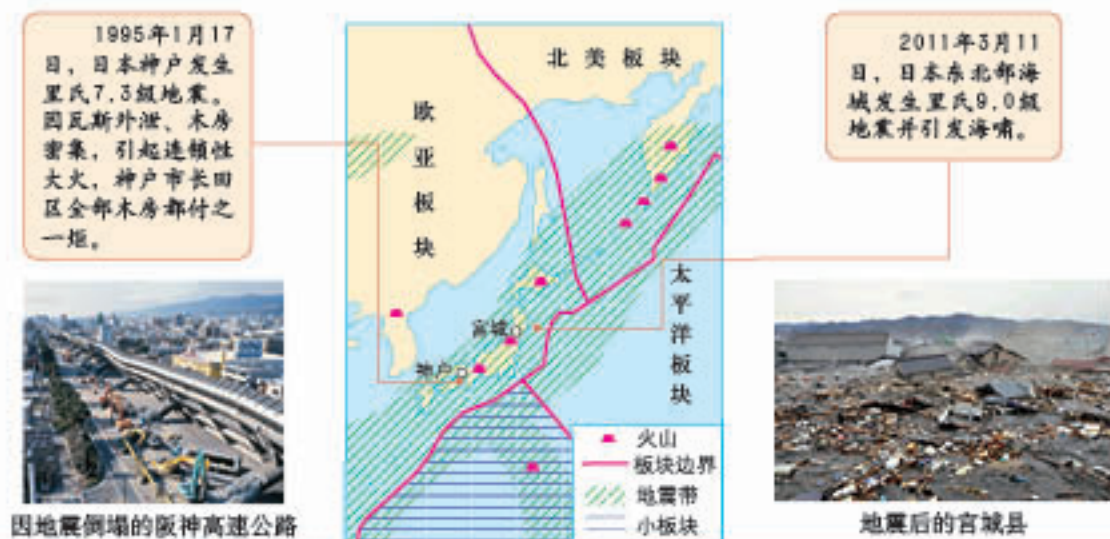 1995年1月17
日，日本神户发生
里氏7.3级地震。
因瓦斯外泄、木房
密集，引起连锁性
大火，神户市长田
区全部木房都付之
一炬。
因地震倒塌的阪神高速公路
北美板块
欧亚板块
太平洋板块
宫城
神户
火山
板块边界
地震带
小板块
2011年3月11
日，日本东北部海
域发生里氏9.0级
地震并引发海啸。
地震后的宫城县